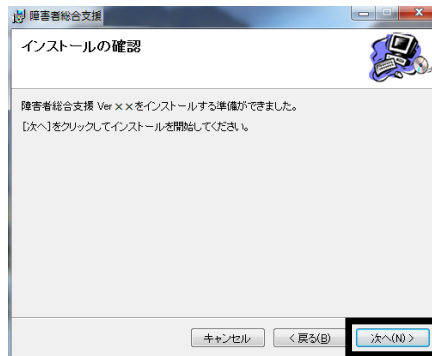 障害者総合支援
インストールの確認
障害者総合支援 Ver ××をインストールする準備ができました。
[次へ]をクリックしてインストールを開始してください。
キャンセル
< 戻る(B)
次へ(N) >